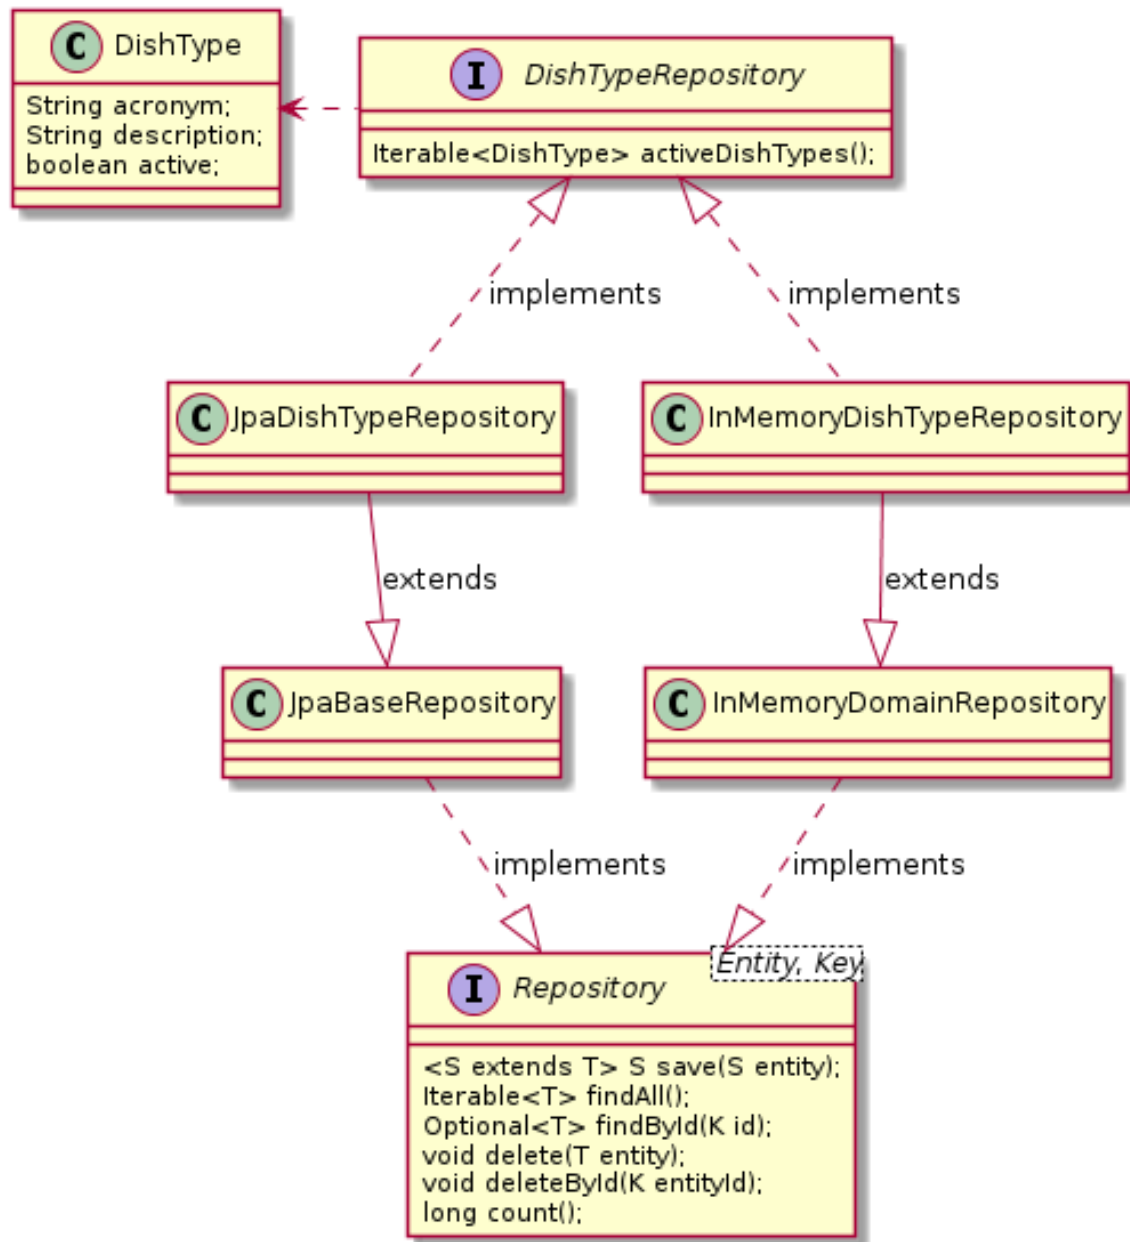 C DishType
String acronym;
String description;
boolean active;
I DishTypeRepository
Iterable<DishType> activeDishTypes();
implements
implements
C JpaDishTypeRepository
C InMemoryDishTypeRepository
extends
extends
C JpaBaseRepository
C InMemoryDomainRepository
implements
implements
Entity, Key
I Repository
<S extends T> S save(S entity);
Iterable<T> findAll();
Optional<T> findById(K id);
void delete(T entity);
void deleteById(K entityId);
long count();